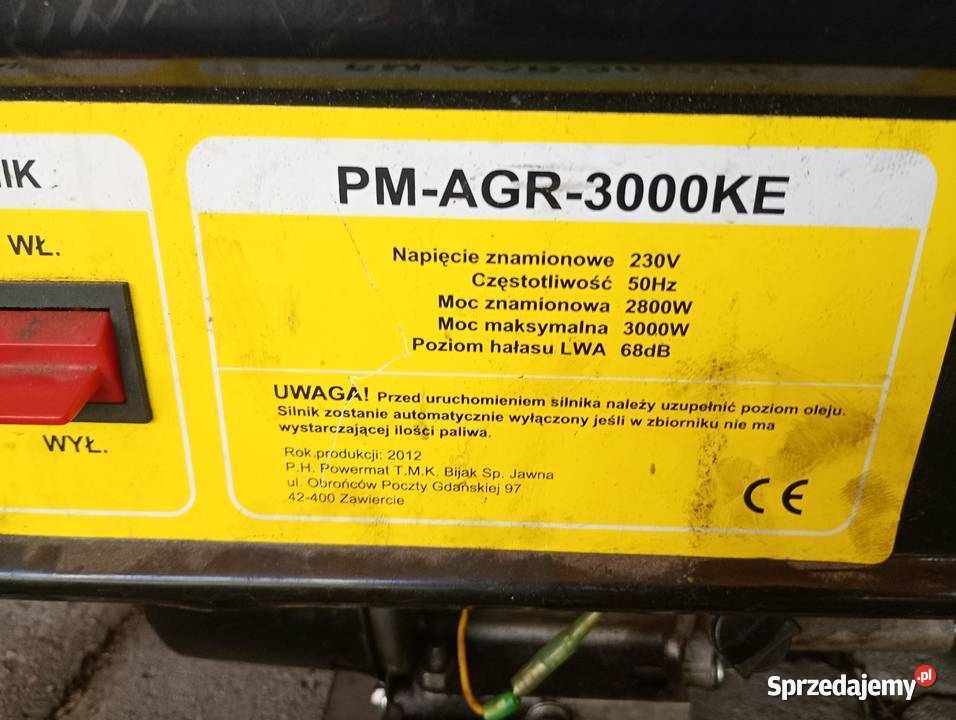 IK
WŁ.
WYŁ.
PM-AGR-3000KE
Napięcie znamionowe 230V
Częstotliwość 50Hz
Moc znamionowa 2800W
Moc maksymalna 3000W
Poziom hałasu LWA 68dB
UWAGA! Przed uruchomieniem silnika należy uzupełnić poziom oleju.
Silnik zostanie automatycznie wyłączony jeśli w zbiorniku nie ma
wystarczającej ilości paliwa.
Rok produkcji: 2012
P.H. Powermat T.M.K. Bijak Sp. Jawna
ul. Obrońców Poczty Gdańskiej 97
42-400 Zawiercie
CE
Sprzedajemy.pl